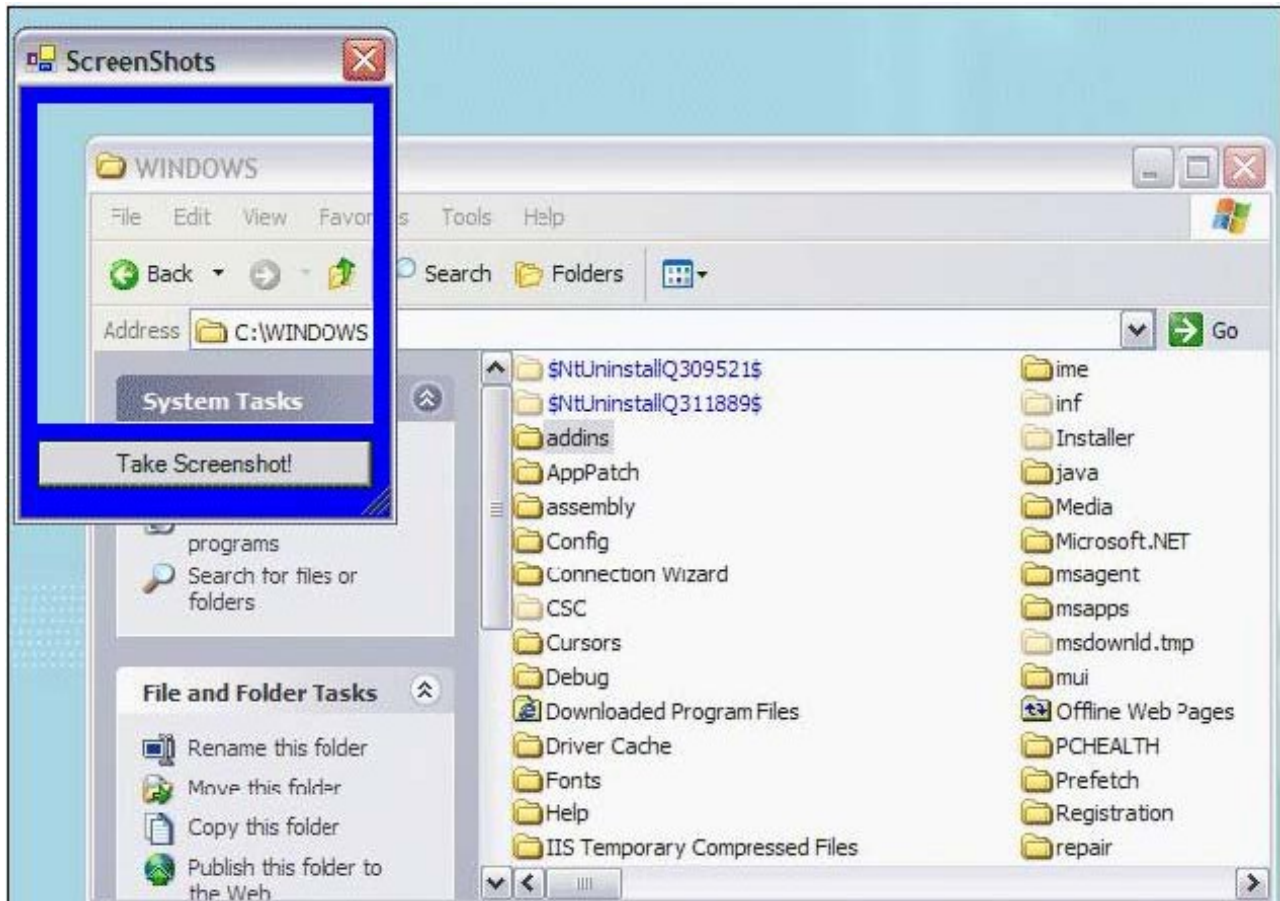 ScreenShots
WINDOWS
File Edit View Favor s Tools Help
Back Search Folders
Address C:\WINDOWS Go
System Tasks
Take Screenshot!
programs
Search for files or
folders
File and Folder Tasks
Rename this folder
Move this folder
Copy this folder
Publish this folder to
the Web
$NtUninstallQ309521$
$NtUninstallQ311889$
addins
AppPatch
assembly
Config
Connection Wizard
CSC
Cursors
Debug
Downloaded Program Files
Driver Cache
Fonts
Help
IIS Temporary Compressed Files
ime
inf
Installer
java
Media
Microsoft.NET
msagent
msapps
msdownld.tmp
mui
Offline Web Pages
PCHEALTH
Prefetch
Registration
repair